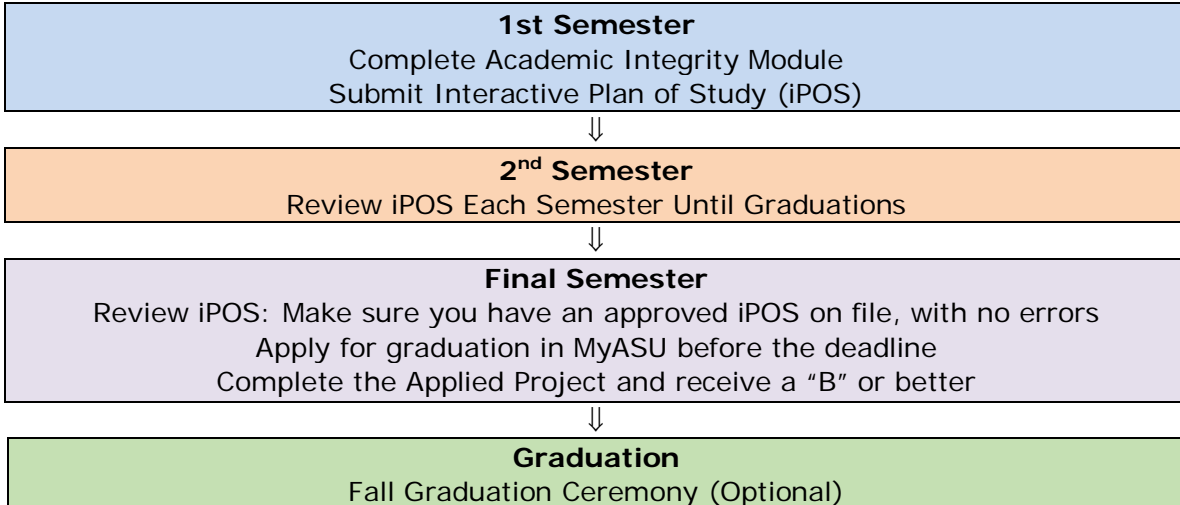 1st Semester
Complete Academic Integrity Module
Submit Interactive Plan of Study (iPOS)
⇓
2nd Semester
Review iPOS Each Semester Until Graduations
⇓
Final Semester
Review iPOS: Make sure you have an approved iPOS on file, with no errors
Apply for graduation in MyASU before the deadline
Complete the Applied Project and receive a “B” or better
⇓
Graduation
Fall Graduation Ceremony (Optional)